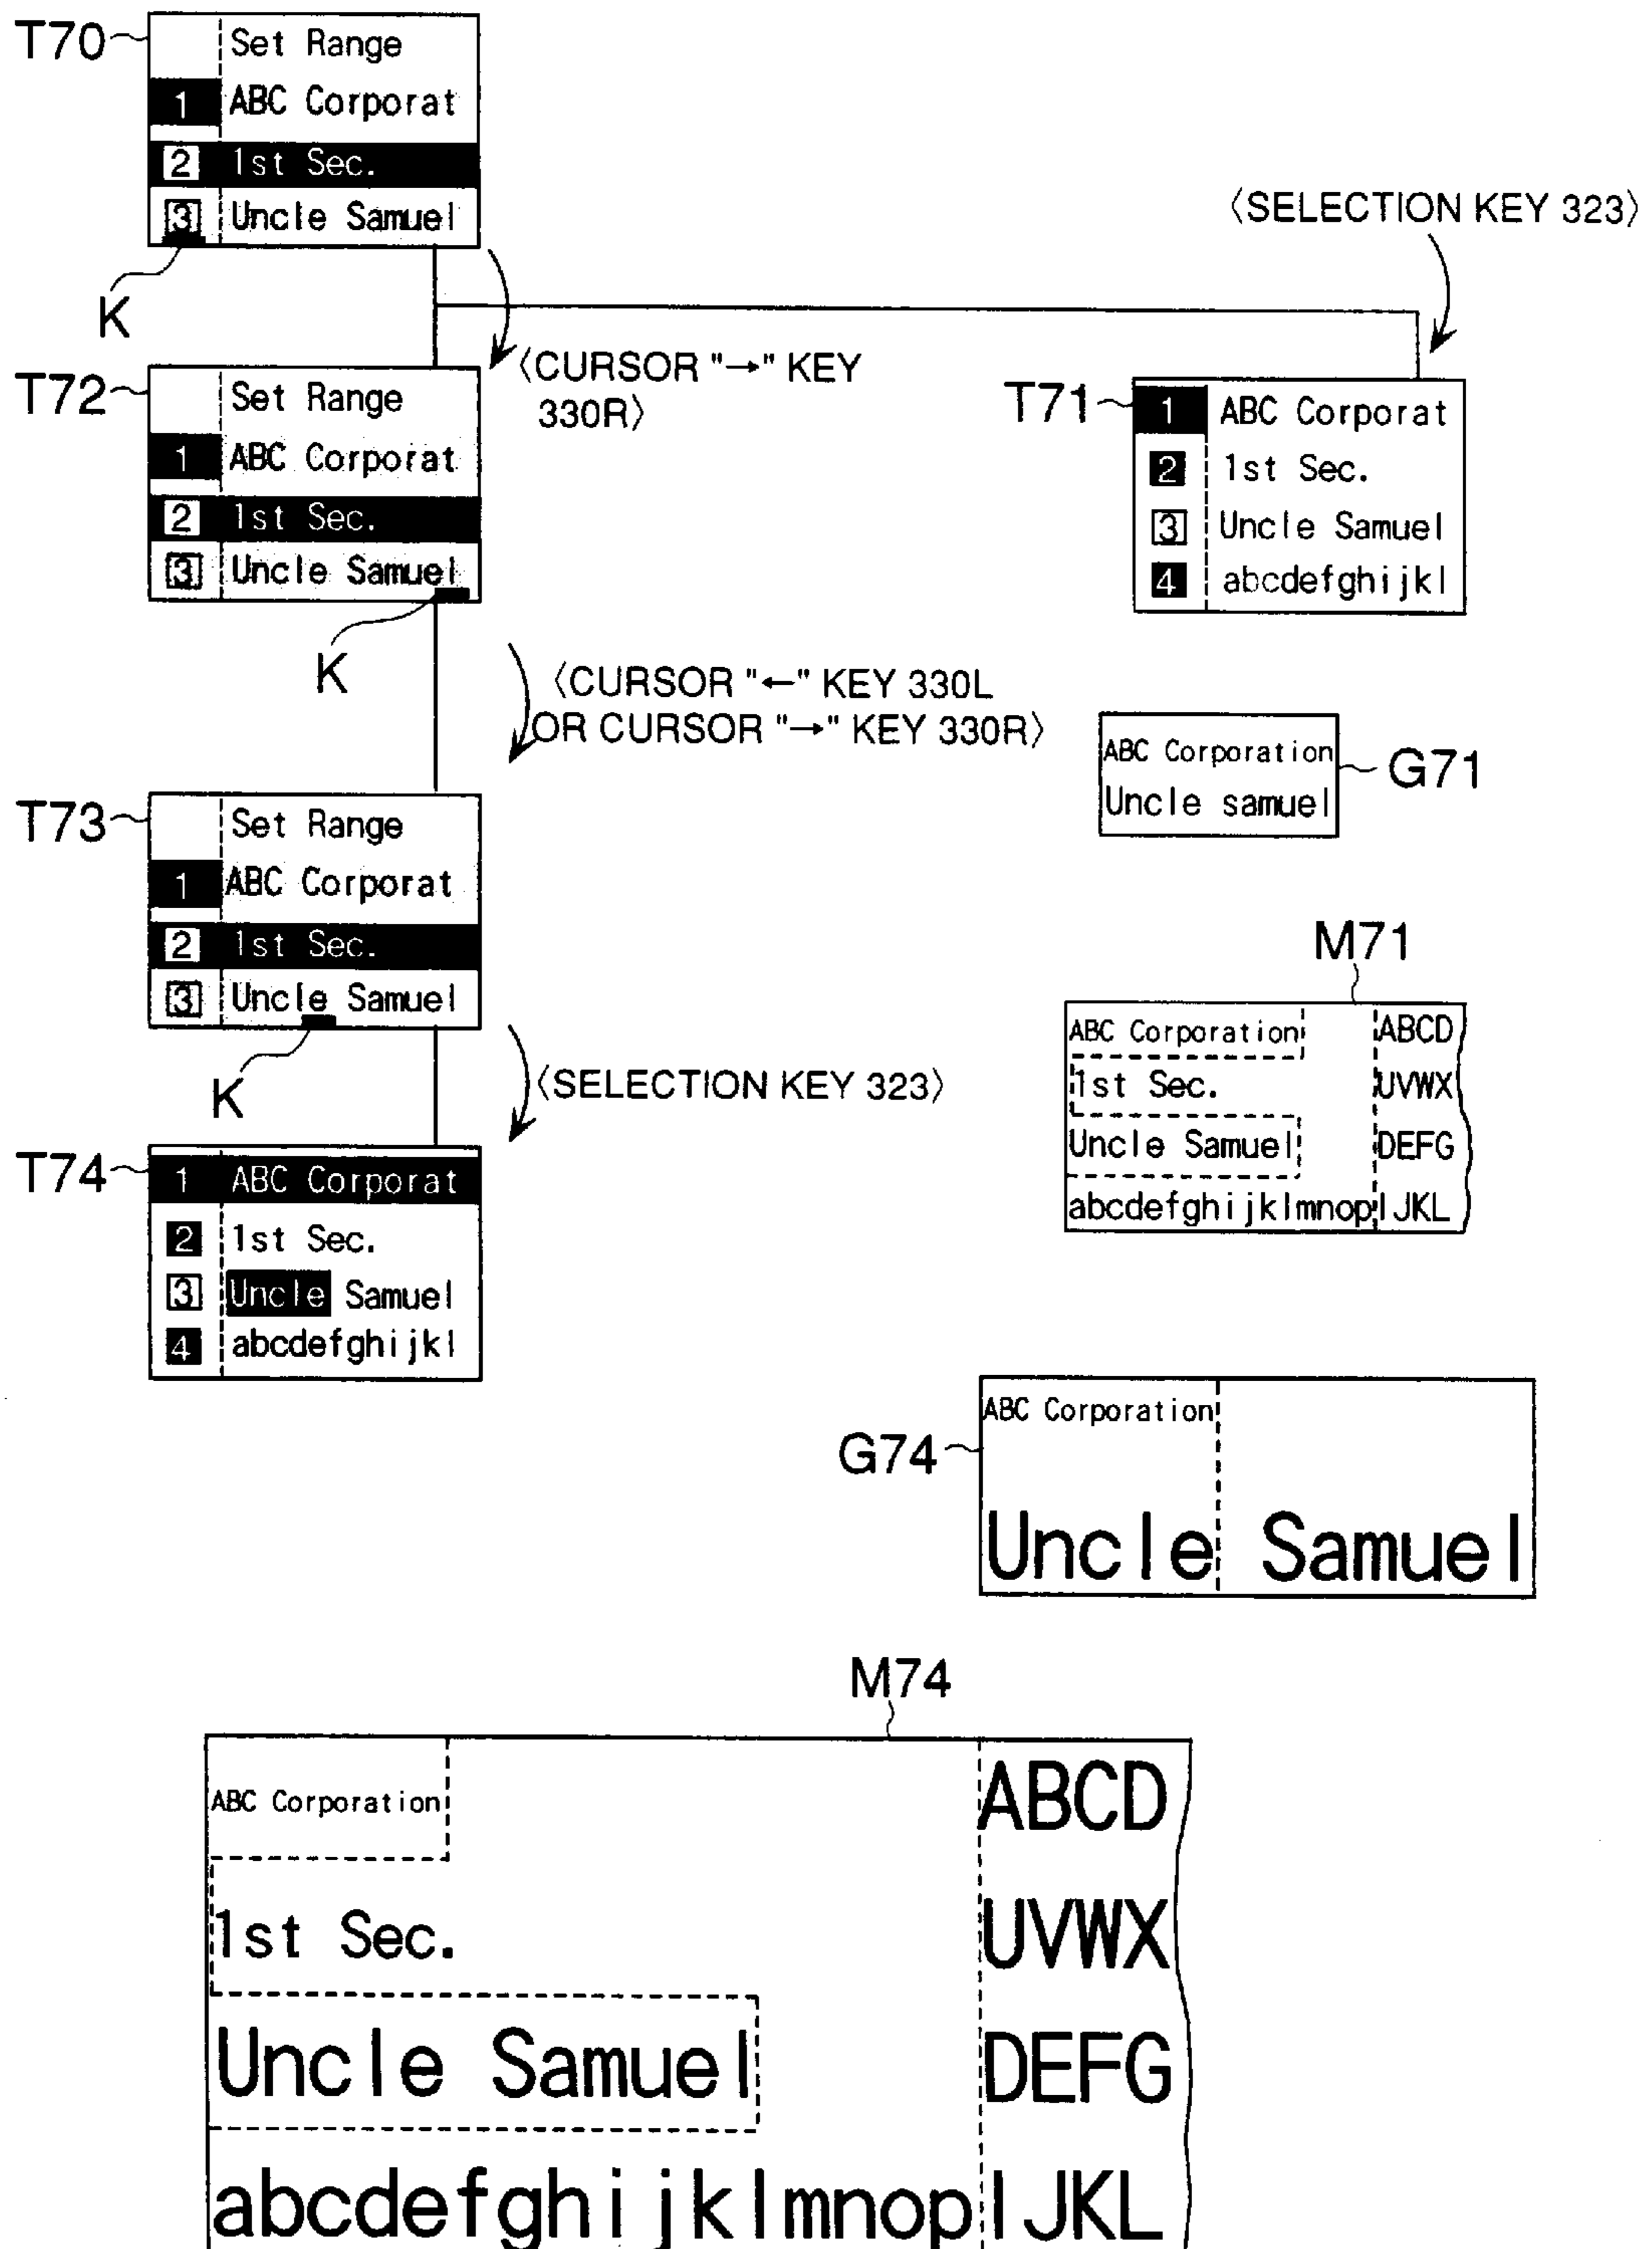 T70
Set Range
1 ABC Corporat
2 1st Sec.
3 Uncle Samuel
K
〈SELECTION KEY 323〉
〈CURSOR "→" KEY
330R〉
T72
Set Range
1 ABC Corporat
2 1st Sec.
3 Uncle Samuel
K
T71
1 ABC Corporat
2 1st Sec.
3 Uncle Samuel
4 abcdefghijkl
〈CURSOR "←" KEY 330L
OR CURSOR "→" KEY 330R〉
ABC Corporation
Uncle samuel
G71
T73
Set Range
1 ABC Corporat
2 1st Sec.
3 Uncle Samuel
K
〈SELECTION KEY 323〉
M71
ABC Corporation ABCD
1st Sec. UVWX
Uncle Samuel DEFG
abcdefghijklmnop IJKL
T74
1 ABC Corporat
2 1st Sec.
3 Uncle Samuel
4 abcdefghijkl
G74
ABC Corporation
Uncle Samuel
M74
ABC Corporation ABCD
1st Sec. UVWX
Uncle Samuel DEFG
abcdefghijklmnop IJKL